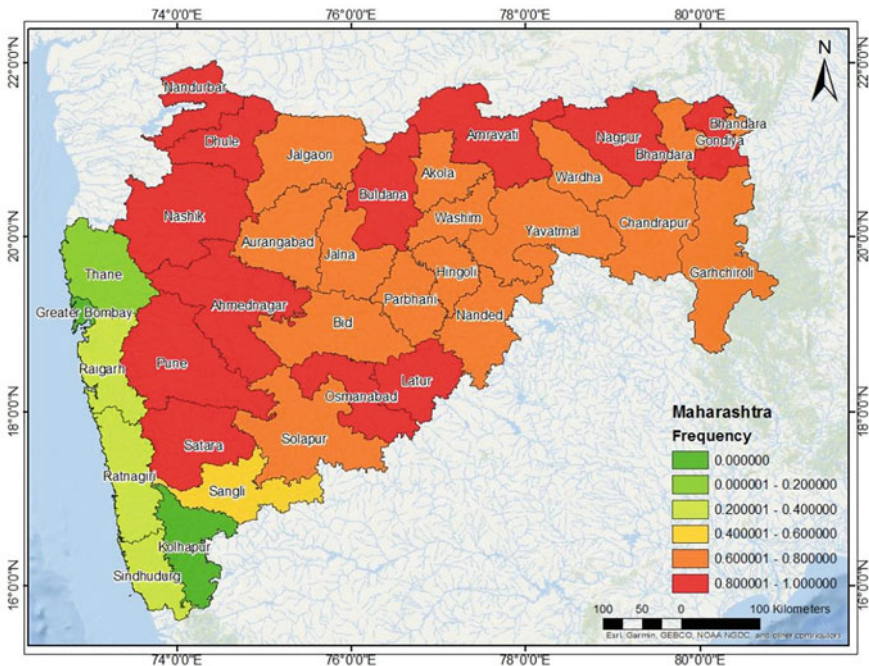 74°0'0"E 76°0'0"E 78°0'0"E 80°0'0"E
22°0'0"N
20°0'0"N
18°0'0"N
16°0'0"N
N
22°0'0"N
20°0'0"N
18°0'0"N
16°0'0"N
Nandurbar
Dhule
Jalgaon
Buldana
Akola
Amravati
Nagpur
Bhandara
Bhandara
Gondiya
Wardha
Nashik
Aurangabad
Jalna
Washim
Yavatmal
Chandrapur
Garhchiroli
Thane
Greater Bombay
Ahmednagar
Hingoli
Parbhani
Nanded
Bid
Raigarh
Pune
Latur
Osmanabad
Solapur
Satara
Ratnagiri
Sangli
Kolhapur
Sindhudurg
Maharashtra
Frequency
0.000000
0.000001 - 0.200000
0.200001 - 0.400000
0.400001 - 0.600000
0.600001 - 0.800000
0.800001 - 1.000000
100 50 0 100 Kilometers
Esri, Garmin, GEBCO, NOAA NGDC, and other contributors
74°0'0"E 76°0'0"E 78°0'0"E 80°0'0"E